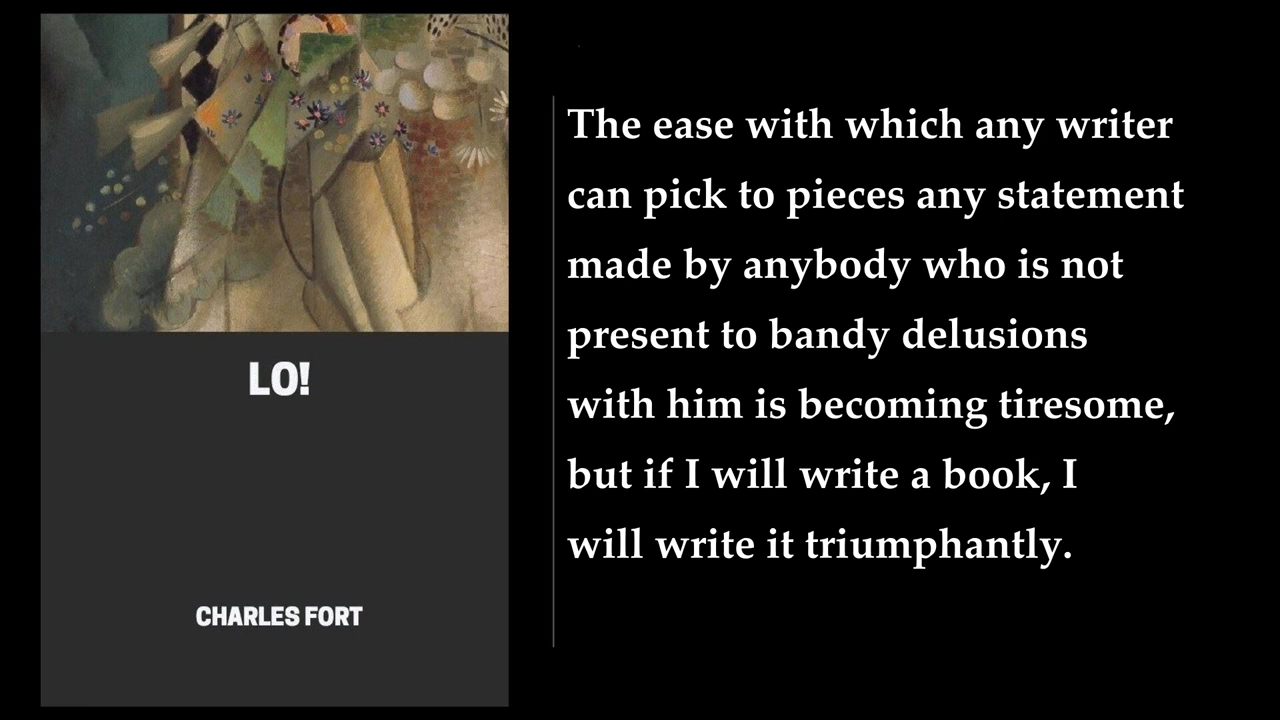 LO!
CHARLES FORT
The ease with which any writer
can pick to pieces any statement
made by anybody who is not
present to bandy delusions
with him is becoming tiresome,
but if I will write a book, I
will write it triumphantly.